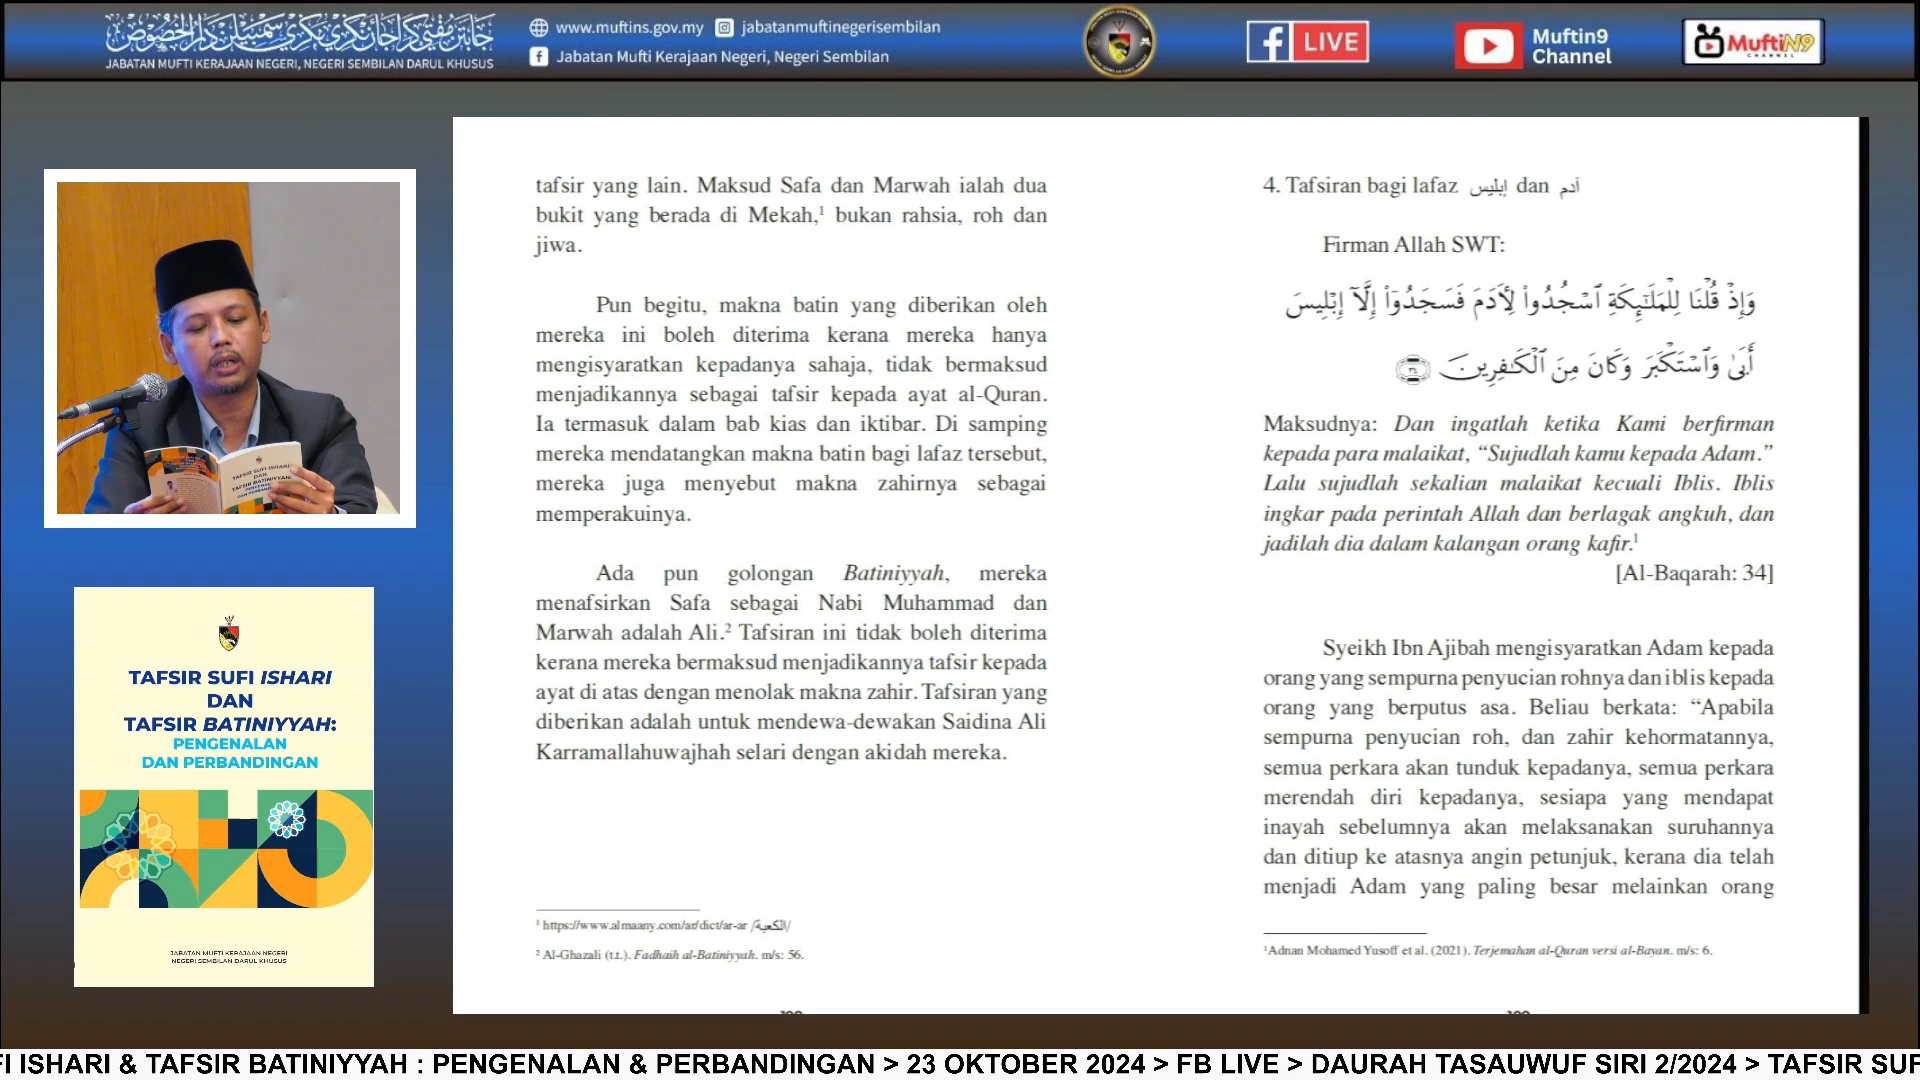 JABATAN MUFTI KERAJAAN NEGERI, NEGERI SEMBILAN DARUL KHUSUS
www.muftins.gov.my jabatanmuftinegerisembilan
Jabatan Mufti Kerajaan Negeri, Negeri Sembilan
LIVE
Muftin9
Channel
MuftiN9
CHANNEL
TAFSIR SUFI ISHARI
DAN
TAFSIR BATINIYYAH:
TAFSIR SUFI ISHARI
DAN
TAFSIR BATINIYYAH:
PENGENALAN
DAN PERBANDINGAN
JABATAN MUFTI KERAJAAN NEGERI
NEGERI SEMBILAN DARUL KHUSUS
tafsir yang lain. Maksud Safa dan Marwah ialah dua
bukit yang berada di Mekah,¹ bukan rahsia, roh dan
jiwa.
Pun begitu, makna batin yang diberikan oleh
mereka ini boleh diterima kerana mereka hanya
mengisyaratkan kepadanya sahaja, tidak bermaksud
menjadikannya sebagai tafsir kepada ayat al-Quran.
Ia termasuk dalam bab kias dan iktibar. Di samping
mereka mendatangkan makna batin bagi lafaz tersebut,
mereka juga menyebut makna zahirnya sebagai
memperakuinya.
Ada pun golongan Batiniyyah, mereka
menafsirkan Safa sebagai Nabi Muhammad dan
Marwah adalah Ali.² Tafsiran ini tidak boleh diterima
kerana mereka bermaksud menjadikannya tafsir kepada
ayat di atas dengan menolak makna zahir. Tafsiran yang
diberikan adalah untuk mendewa-dewakan Saidina Ali
Karramallahuwajhah selari dengan akidah mereka.
¹ https://www.almaany.com/ar/dict/ar-ar /الكعبة/
² Al-Ghazali (t.t.). Fadhaih al-Batiniyyah. m/s: 56.
4. Tafsiran bagi lafaz إبليس dan آدم
Firman Allah SWT:
وَإِذْ قُلْنَا لِلْمَلَٰٓئِكَةِ ٱسْجُدُوا۟ لِـَٔادَمَ فَسَجَدُوٓا۟ إِلَّآ إِبْلِيسَ
أَبَىٰ وَٱسْتَكْبَرَ وَكَانَ مِنَ ٱلْكَٰفِرِينَ ٣٤
Maksudnya: Dan ingatlah ketika Kami berfirman
kepada para malaikat, “Sujudlah kamu kepada Adam.”
Lalu sujudlah sekalian malaikat kecuali Iblis. Iblis
ingkar pada perintah Allah dan berlagak angkuh, dan
jadilah dia dalam kalangan orang kafir.¹
[Al-Baqarah: 34]
Syeikh Ibn Ajibah mengisyaratkan Adam kepada
orang yang sempurna penyucian rohnya dan iblis kepada
orang yang berputus asa. Beliau berkata: “Apabila
sempurna penyucian roh, dan zahir kehormatannya,
semua perkara akan tunduk kepadanya, semua perkara
merendah diri kepadanya, sesiapa yang mendapat
inayah sebelumnya akan melaksanakan suruhannya
dan ditiup ke atasnya angin petunjuk, kerana dia telah
menjadi Adam yang paling besar melainkan orang
¹Adnan Mohamed Yusoff et al. (2021). Terjemahan al-Quran versi al-Bayan. m/s: 6.
FI ISHARI & TAFSIR BATINIYYAH : PENGENALAN & PERBANDINGAN > 23 OKTOBER 2024 > FB LIVE > DAURAH TASAUWUF SIRI 2/2024 > TAFSIR SUF